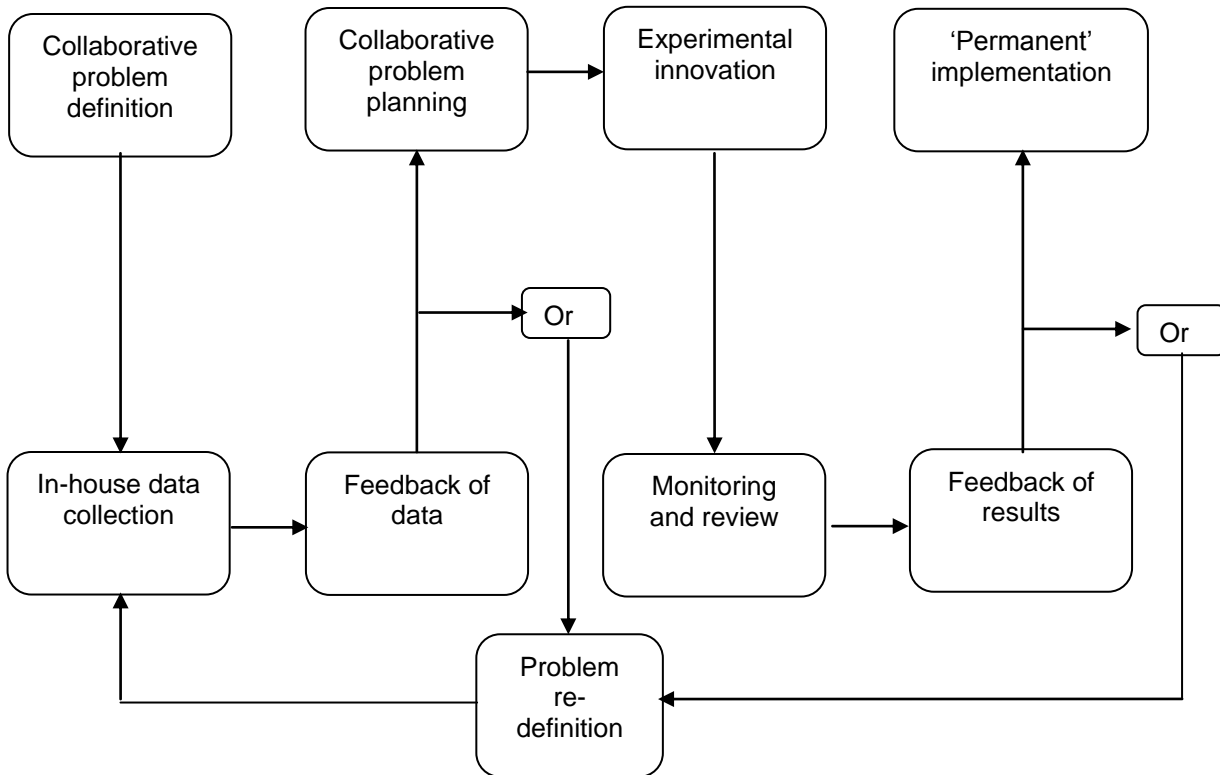 Collaborative
problem
definition
Collaborative
problem
planning
Experimental
innovation
‘Permanent’
implementation
Or
Or
In-house data
collection
Feedback of
data
Monitoring
and review
Feedback of
results
Problem
re-
definition